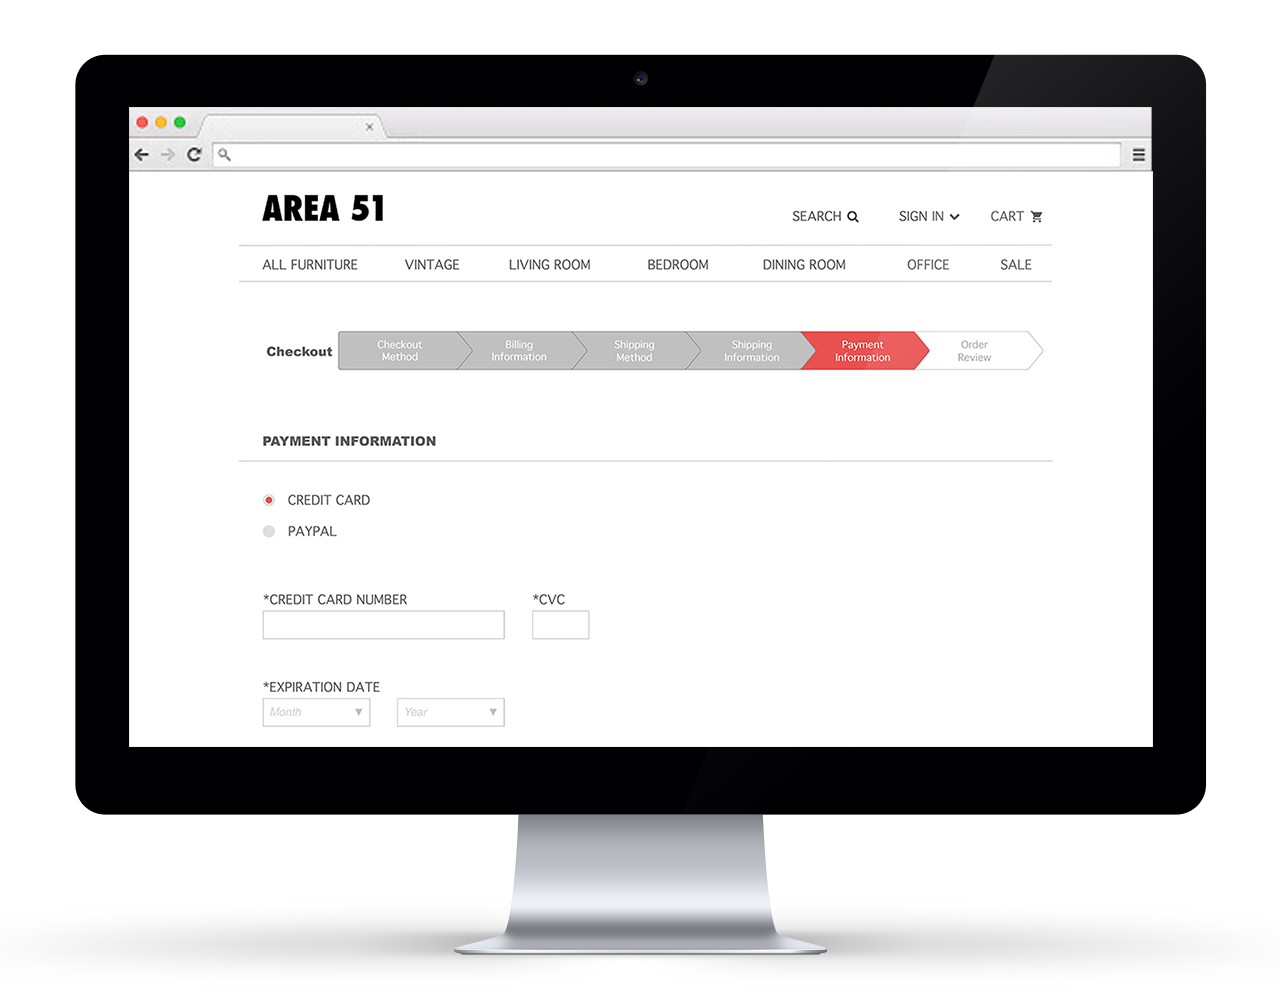 AREA 51
SEARCH SIGN IN CART
ALL FURNITURE VINTAGE LIVING ROOM BEDROOM DINING ROOM OFFICE SALE
Checkout
Checkout
Method
Billing
Information
Shipping
Method
Shipping
Information
Payment
Information
Order
Review
PAYMENT INFORMATION
CREDIT CARD
PAYPAL
*CREDIT CARD NUMBER *CVC
*EXPIRATION DATE
Month Year